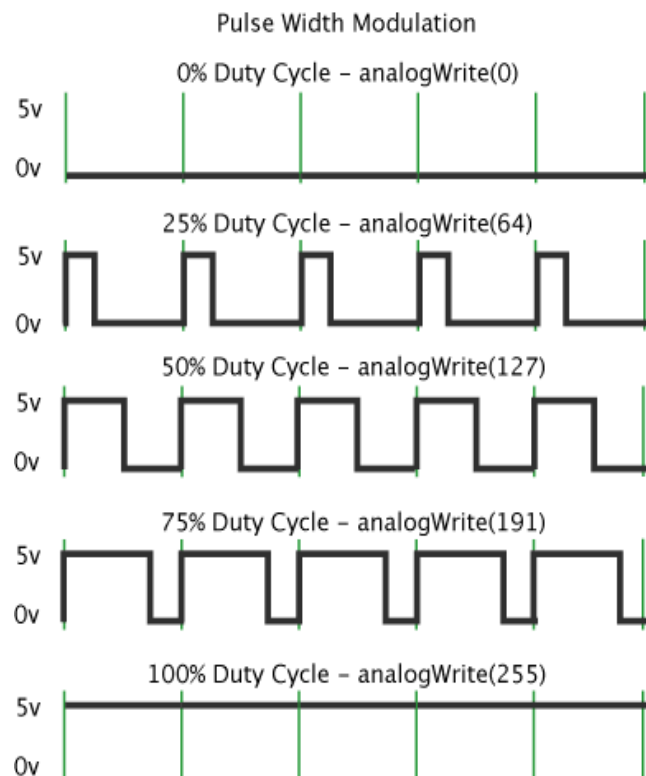 Pulse Width Modulation
0% Duty Cycle – analogWrite(0)
5v
0v
25% Duty Cycle – analogWrite(64)
5v
0v
50% Duty Cycle – analogWrite(127)
5v
0v
75% Duty Cycle – analogWrite(191)
5v
0v
100% Duty Cycle – analogWrite(255)
5v
0v